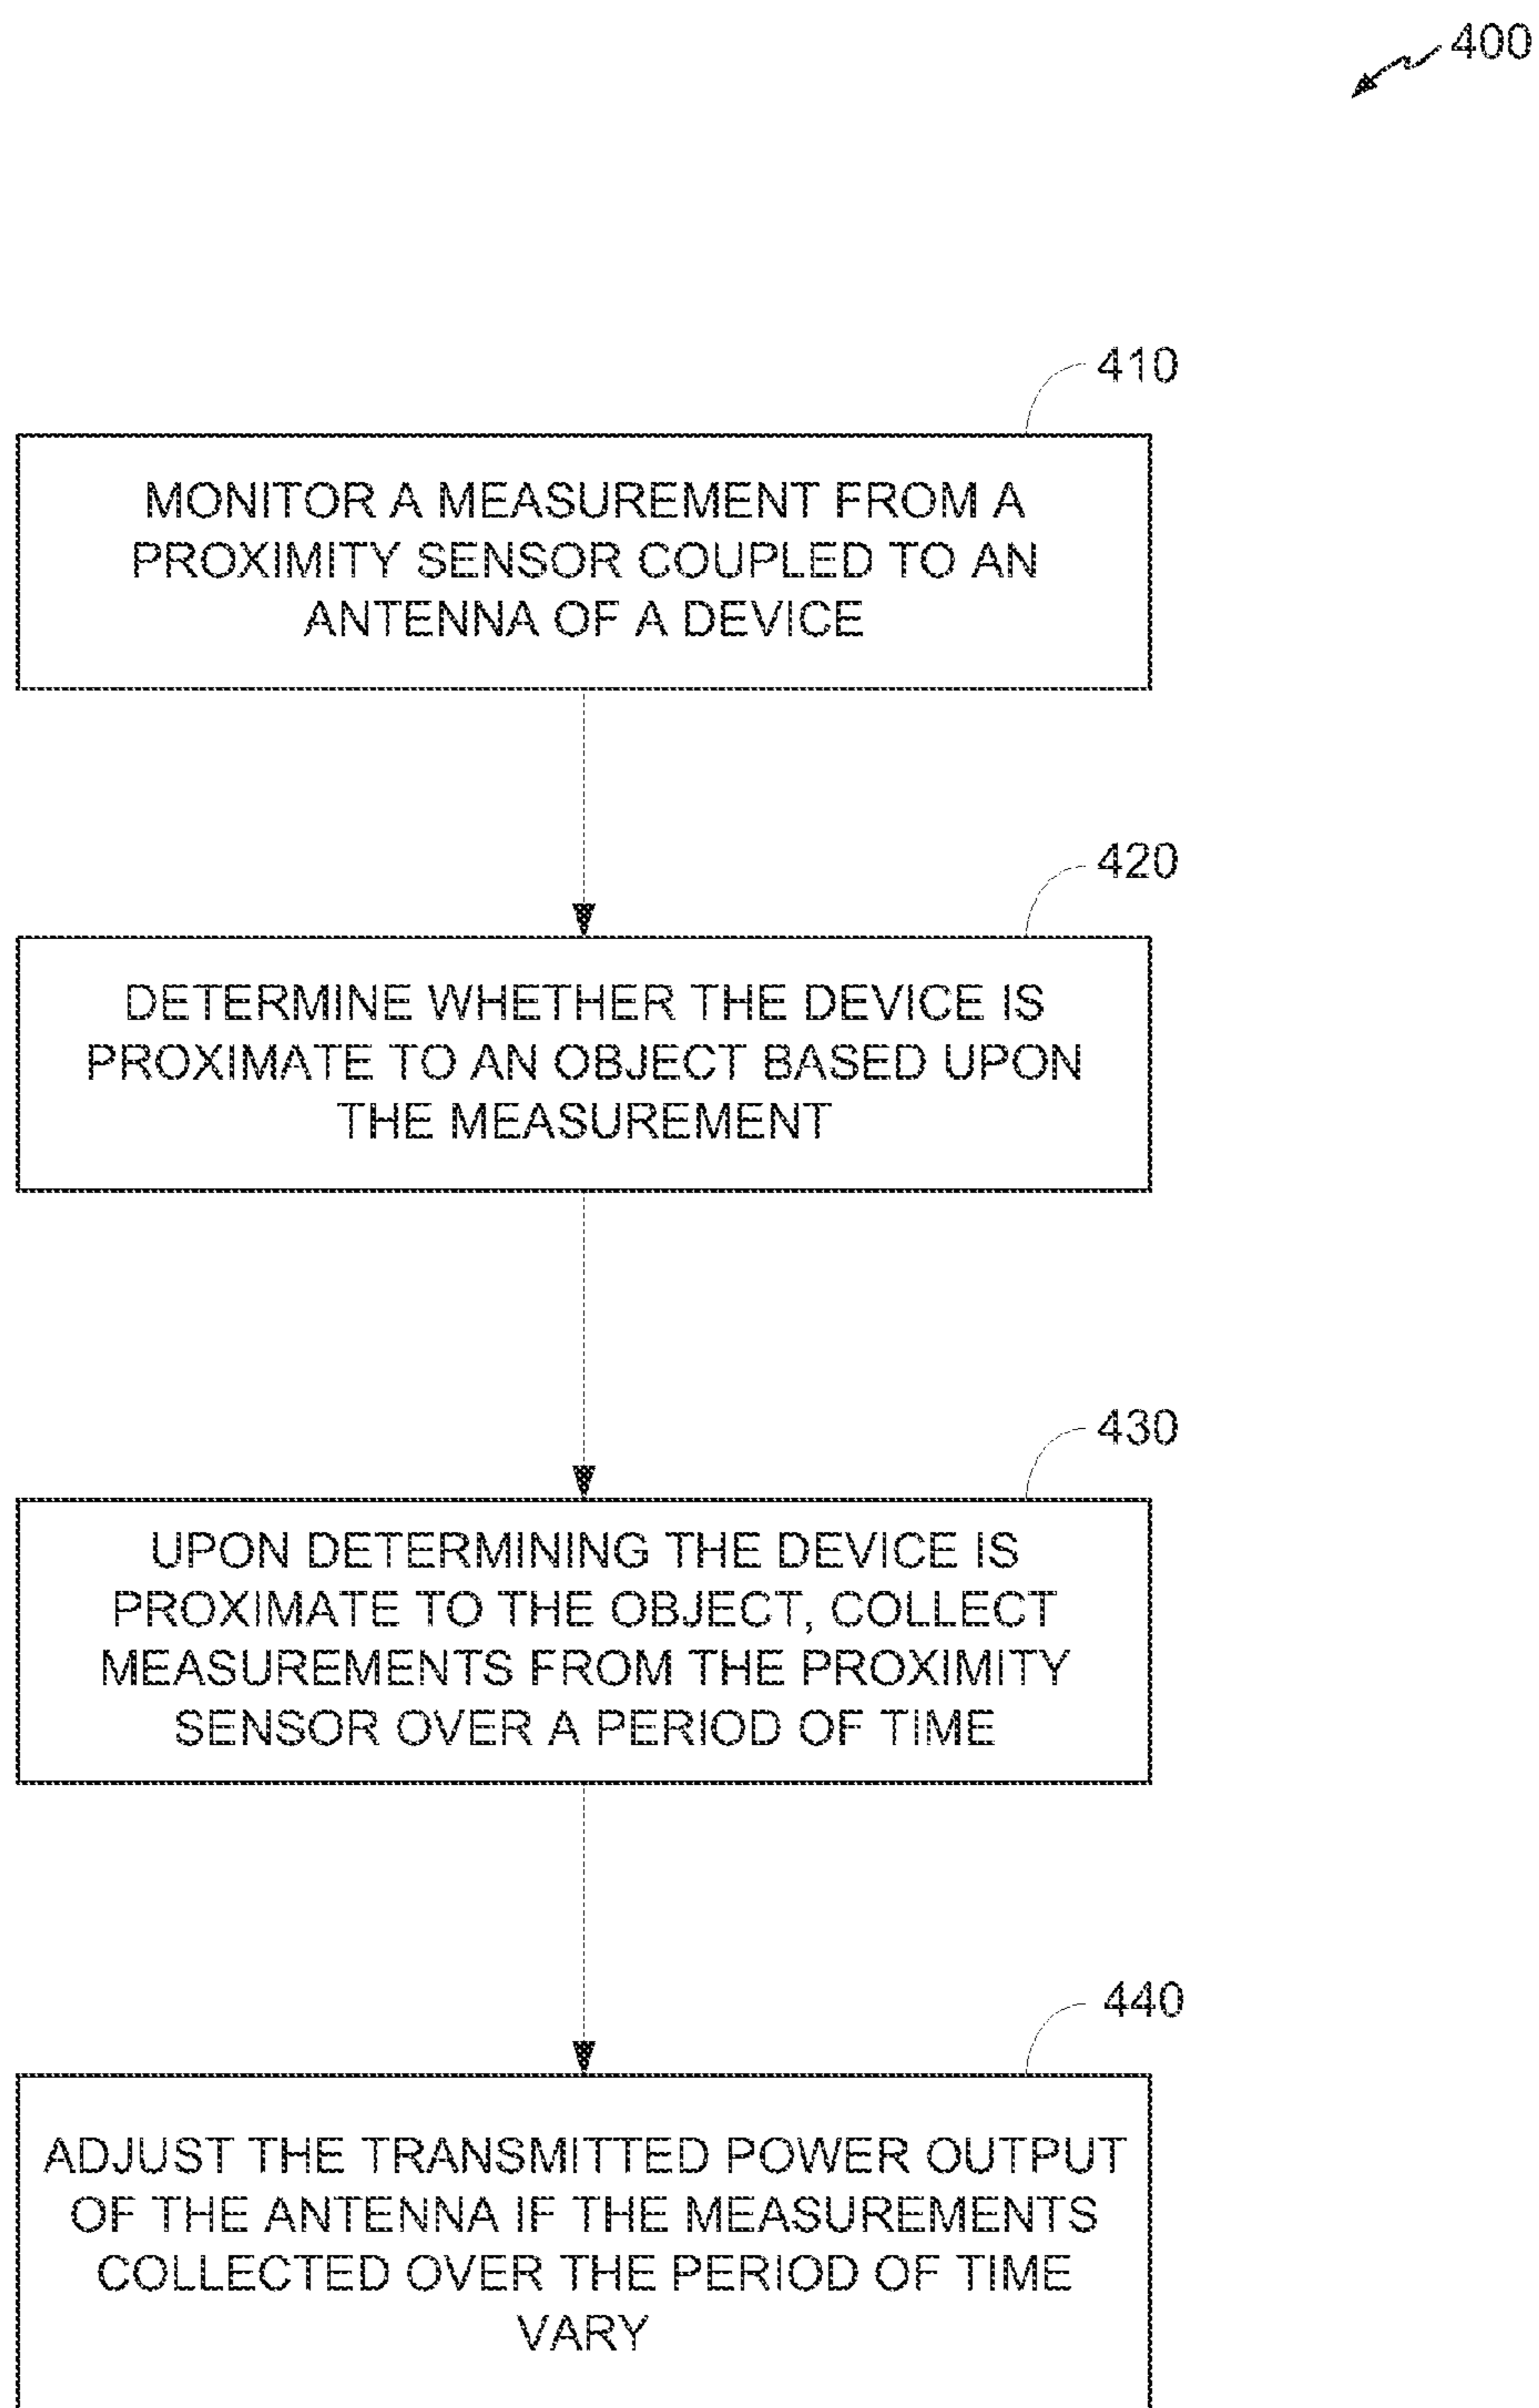 400
410
MONITOR A MEASUREMENT FROM A
PROXIMITY SENSOR COUPLED TO AN
ANTENNA OF A DEVICE
420
DETERMINE WHETHER THE DEVICE IS
PROXIMATE TO AN OBJECT BASED UPON
THE MEASUREMENT
430
UPON DETERMINING THE DEVICE IS
PROXIMATE TO THE OBJECT, COLLECT
MEASUREMENTS FROM THE PROXIMITY
SENSOR OVER A PERIOD OF TIME
440
ADJUST THE TRANSMITTED POWER OUTPUT
OF THE ANTENNA IF THE MEASUREMENTS
COLLECTED OVER THE PERIOD OF TIME
VARY